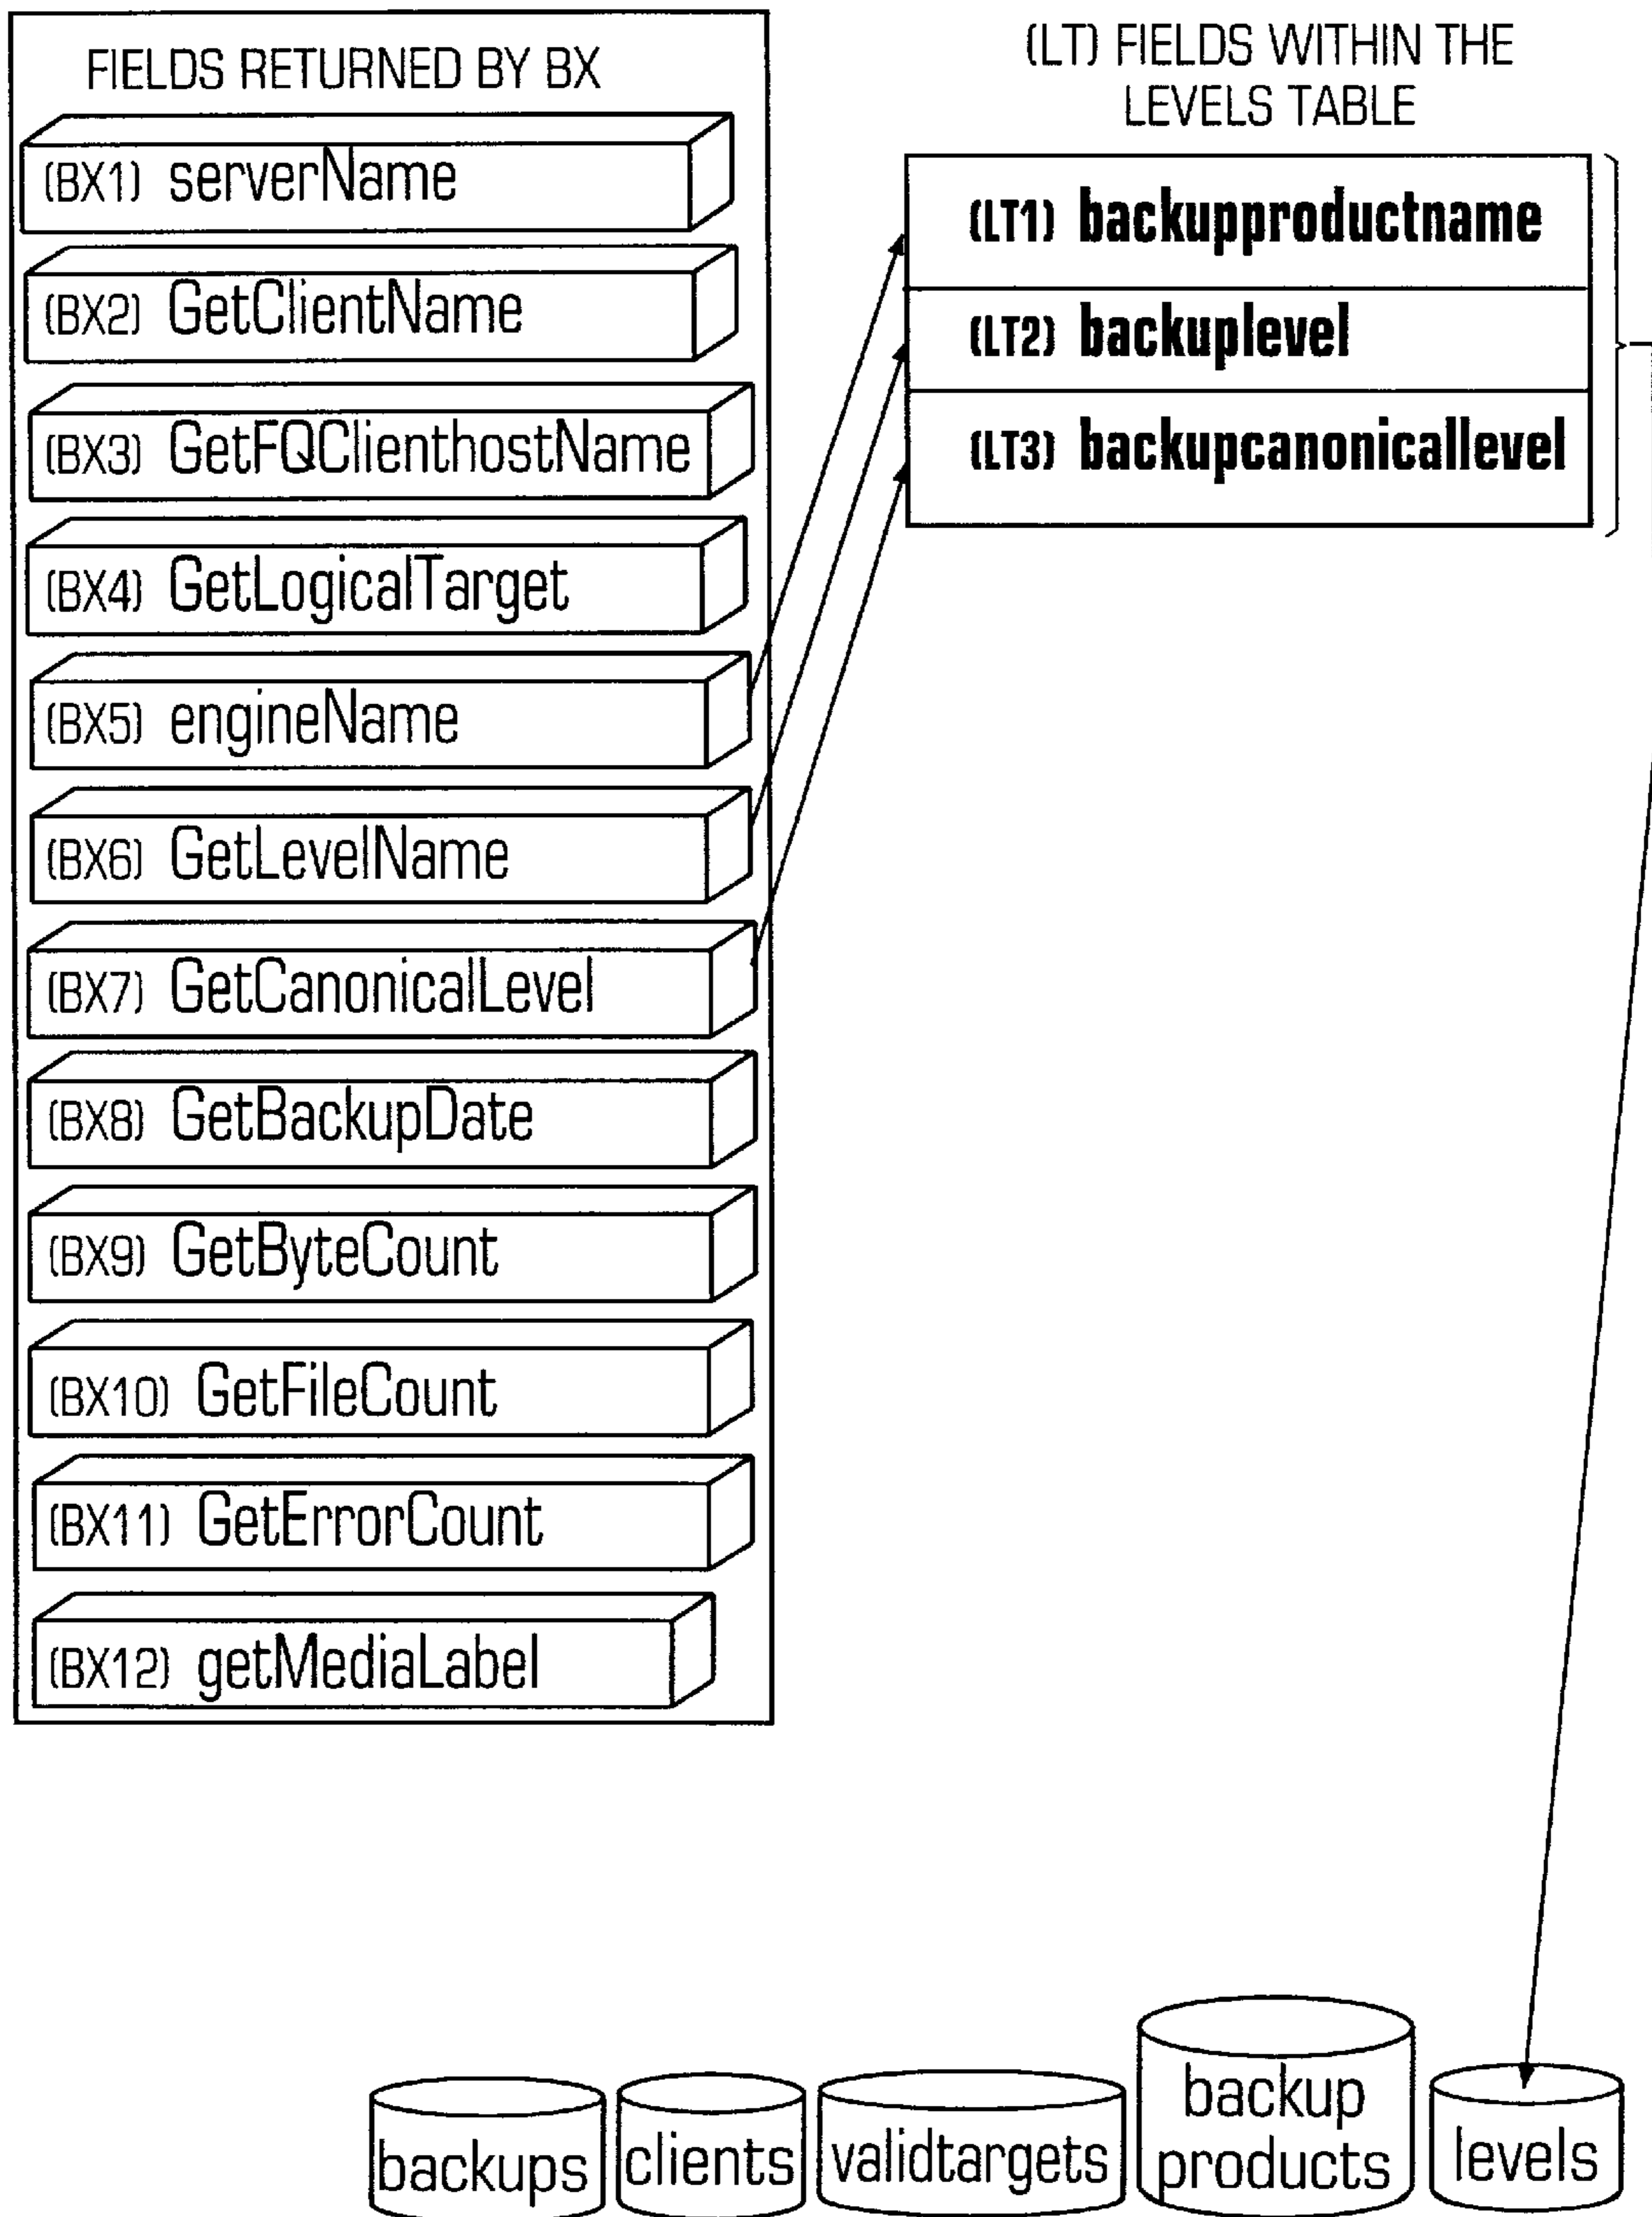 FIELDS RETURNED BY BX
(BX1) serverName
(BX2) GetClientName
(BX3) GetFQClienthostName
(BX4) GetLogicalTarget
(BX5) engineName
(BX6) GetLevelName
(BX7) GetCanonicalLevel
(BX8) GetBackupDate
(BX9) GetByteCount
(BX10) GetFileCount
(BX11) GetErrorCount
(BX12) getMediaLabel
(LT) FIELDS WITHIN THE
LEVELS TABLE
(LT1) backupproductname
(LT2) backuplevel
(LT3) backupcanonicallevel
backups
clients
validtargets
backup
products
levels